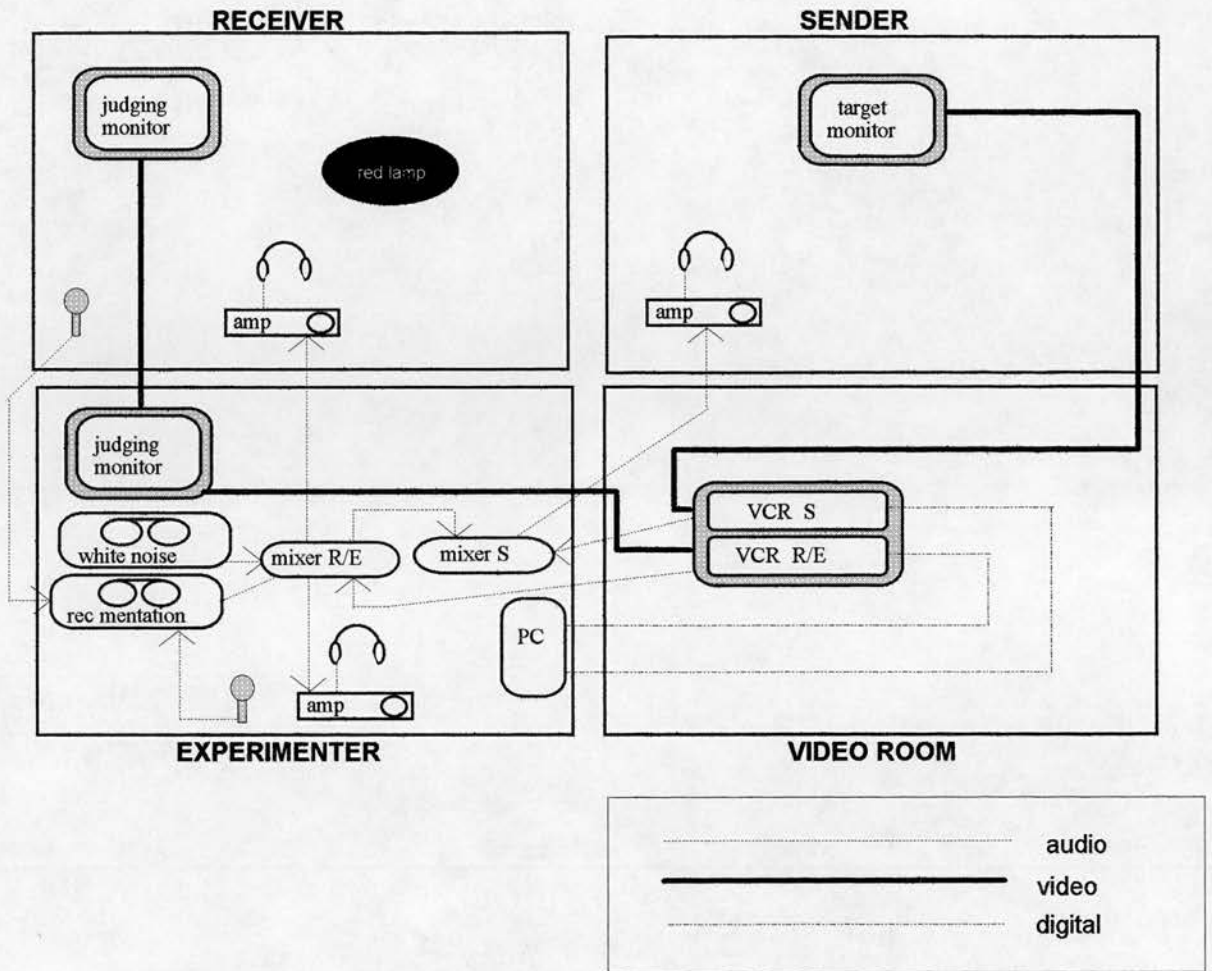 RECEIVER
SENDER
judging
monitor
red lamp
amp
target
monitor
amp
judging
monitor
white noise
rec mentation
mixer R/E
mixer S
amp
PC
VCR S
VCR R/E
EXPERIMENTER
VIDEO ROOM
audio
video
digital